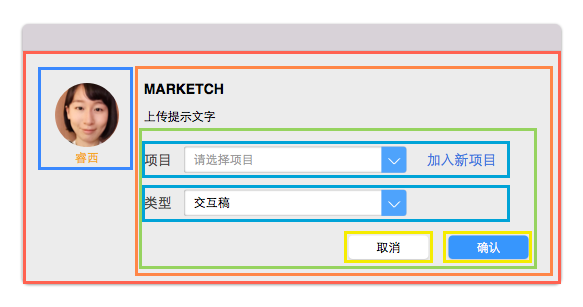 MARKETCH
上传提示文字
睿西
项目 请选择项目 加入新项目
类型 交互稿
取消 确认